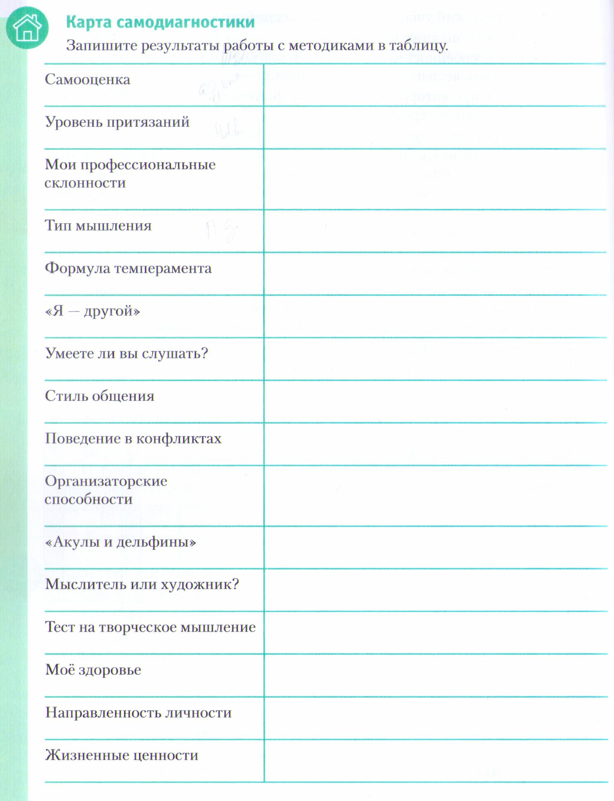 Карта самодиагностики
Запишите результаты работы с методиками в таблицу.
Самооценка
Уровень притязаний
Мои профессиональные
склонности
Тип мышления
Формула темперамента
«Я — другой»
Умеете ли вы слушать?
Стиль общения
Поведение в конфликтах
Организаторские
способности
«Акулы и дельфины»
Мыслитель или художник?
Тест на творческое мышление
Моё здоровье
Направленность личности
Жизненные ценности